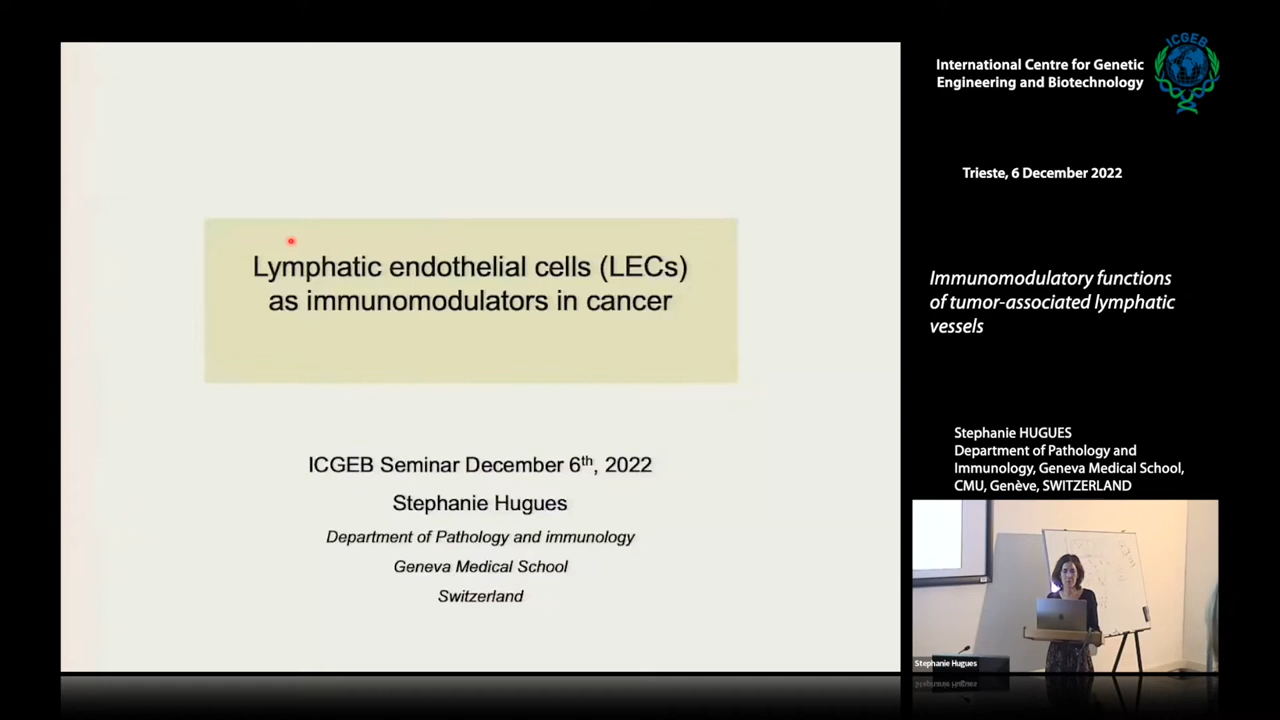 Lymphatic endothelial cells (LECs)
as immunomodulators in cancer
ICGEB Seminar December 6th, 2022
Stephanie Hugues
Department of Pathology and immunology
Geneva Medical School
Switzerland
International Centre for Genetic
Engineering and Biotechnology
ICGEB
Trieste, 6 December 2022
Immunomodulatory functions
of tumor-associated lymphatic
vessels
Stephanie HUGUES
Department of Pathology and
Immunology, Geneva Medical School,
CMU, Genève, SWITZERLAND
Stephanie Hugues